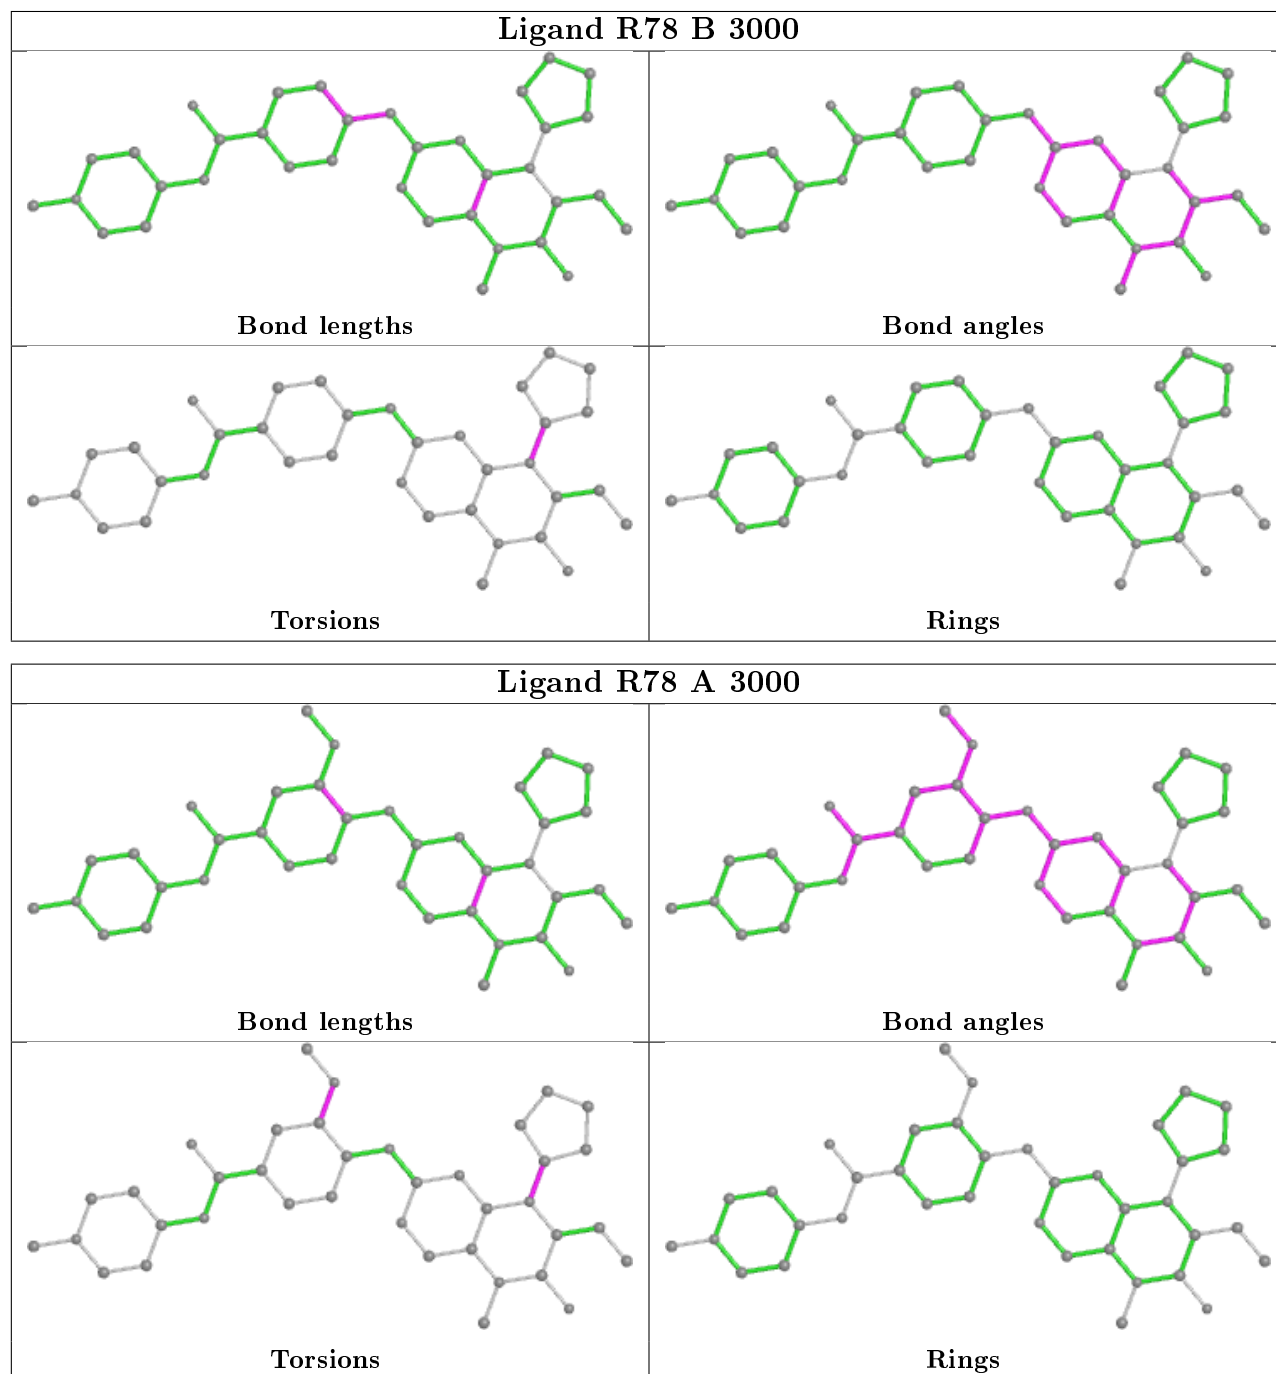 Ligand R78 B 3000
Bond lengths
Bond angles
Torsions
Rings
Ligand R78 A 3000
Bond lengths
Bond angles
Torsions
Rings